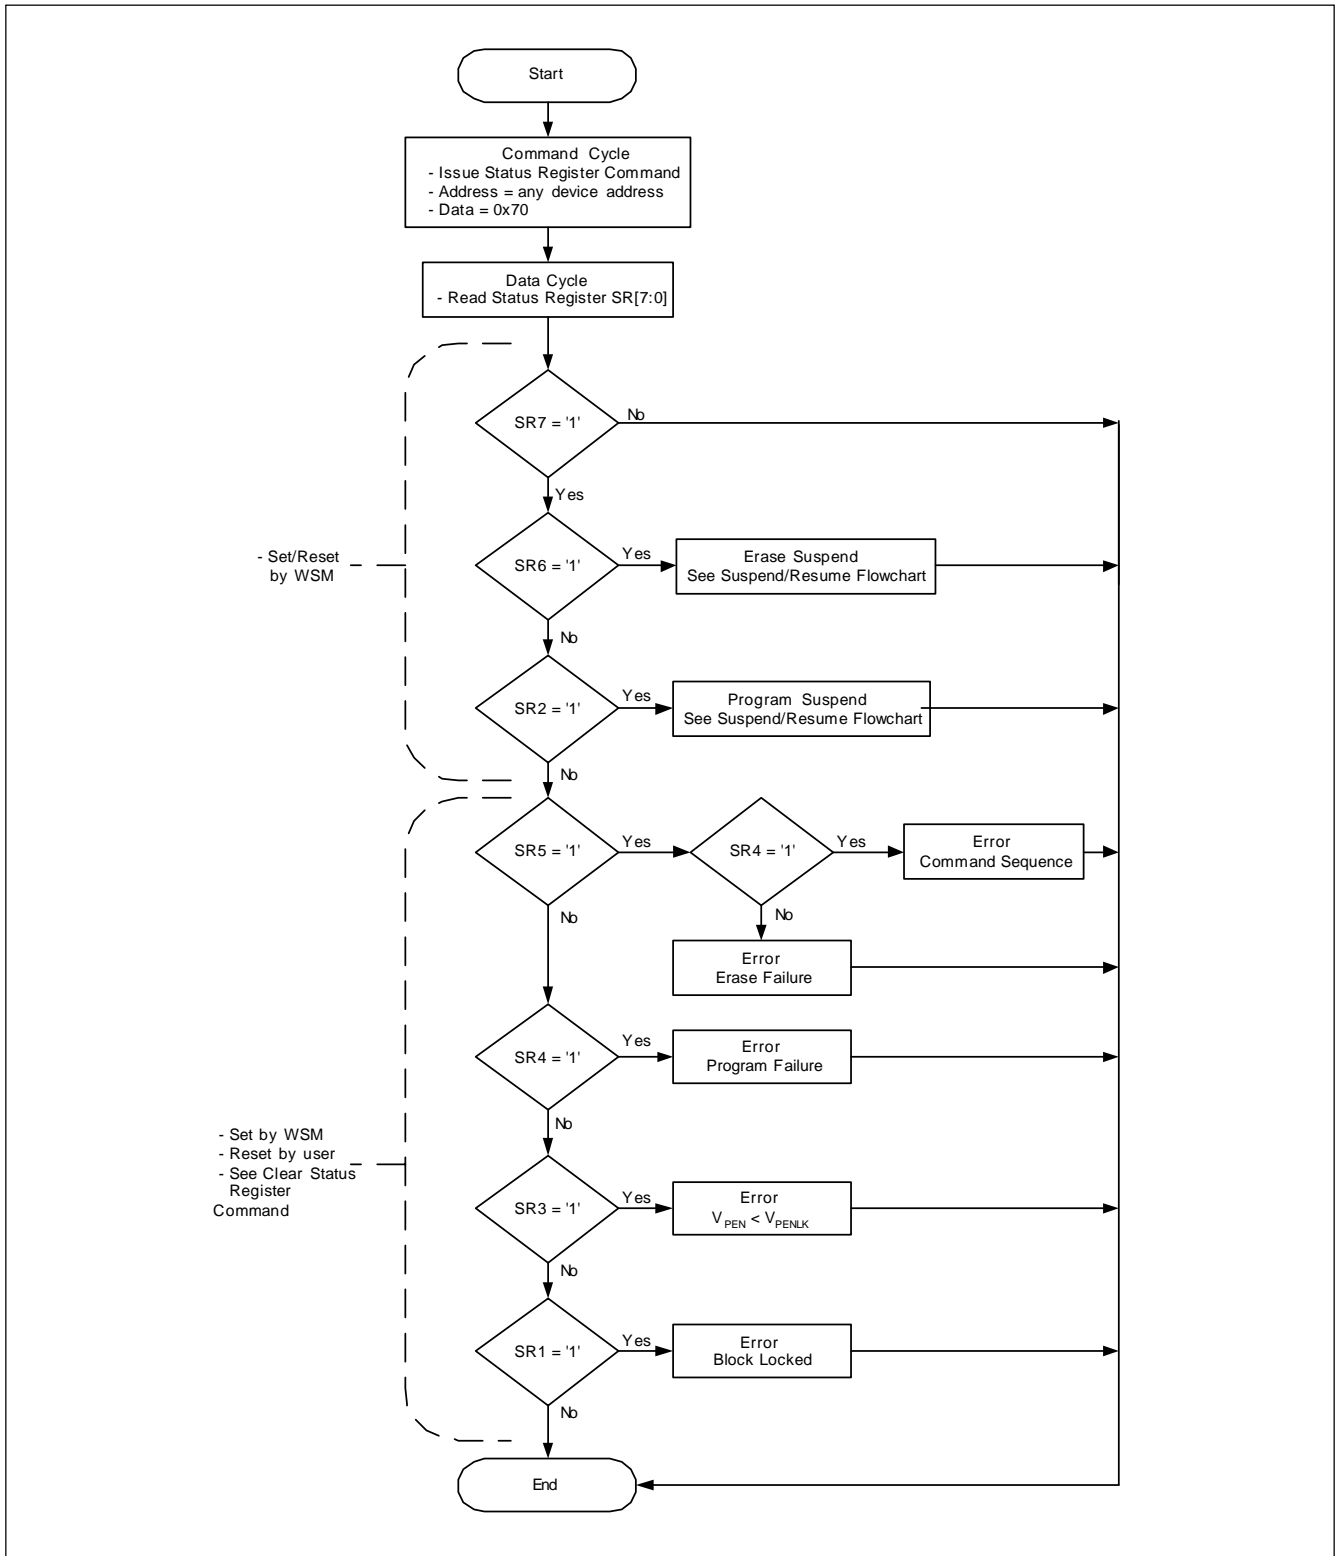 Start
Command Cycle
- Issue Status Register Command
- Address = any device address
- Data = 0x70
Data Cycle
- Read Status Register SR[7:0]
SR7 = '1'
No
Yes
- Set/Reset
by WSM
SR6 = '1'
Yes
Erase Suspend
See Suspend/Resume Flowchart
No
SR2 = '1'
Yes
Program Suspend
See Suspend/Resume Flowchart
No
SR5 = '1'
Yes
SR4 = '1'
Yes
Error
Command Sequence
No
No
Error
Erase Failure
SR4 = '1'
Yes
Error
Program Failure
No
- Set by WSM
- Reset by user
- See Clear Status
Register
Command
SR3 = '1'
Yes
Error
VPEN < VPENLK
No
SR1 = '1'
Yes
Error
Block Locked
No
End